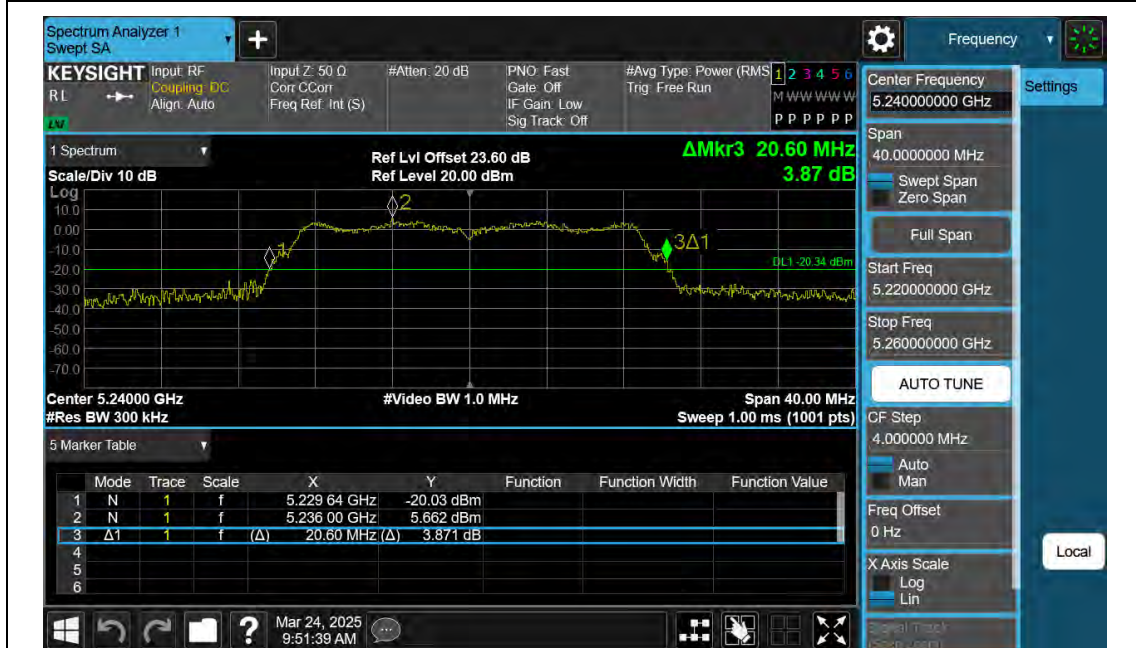 Spectrum Analyzer 1
Swept SA
+
Frequency
KEYSIGHT
RL
LXI
Input: RF
Coupling: DC
Align: Auto
Input Z: 50 Ω
Corr CCorr
Freq Ref: Int (S)
#Atten: 20 dB
PNO: Fast
Gate: Off
IF Gain: Low
Sig Track: Off
#Avg Type: Power (RMS
Trig: Free Run
1 2 3 4 5 6
M W W W W W
P P P P P P
1 Spectrum
Scale/Div 10 dB
Ref Lvl Offset 23.60 dB
Ref Level 20.00 dBm
ΔMkr3 20.60 MHz
3.87 dB
Log
10.0
0.00
-10.0
-20.0
-30.0
-40.0
-50.0
-60.0
-70.0
1
2
3Δ1
DL1 -20.34 dBm
Center 5.24000 GHz
#Video BW 1.0 MHz
Span 40.00 MHz
#Res BW 300 kHz
Sweep 1.00 ms (1001 pts)
5 Marker Table
Mode Trace Scale X Y Function Function Width Function Value
1 N 1 f 5.229 64 GHz -20.03 dBm
2 N 1 f 5.236 00 GHz 5.662 dBm
3 Δ1 1 f (Δ) 20.60 MHz (Δ) 3.871 dB
4
5
6
?
Mar 24, 2025
9:51:39 AM
Center Frequency
5.240000000 GHz
Span
40.0000000 MHz
Swept Span
Zero Span
Full Span
Start Freq
5.220000000 GHz
Stop Freq
5.260000000 GHz
AUTO TUNE
CF Step
4.000000 MHz
Auto
Man
Freq Offset
0 Hz
X Axis Scale
Log
Lin
Signal Track
(Span Zoom)
Settings
Local